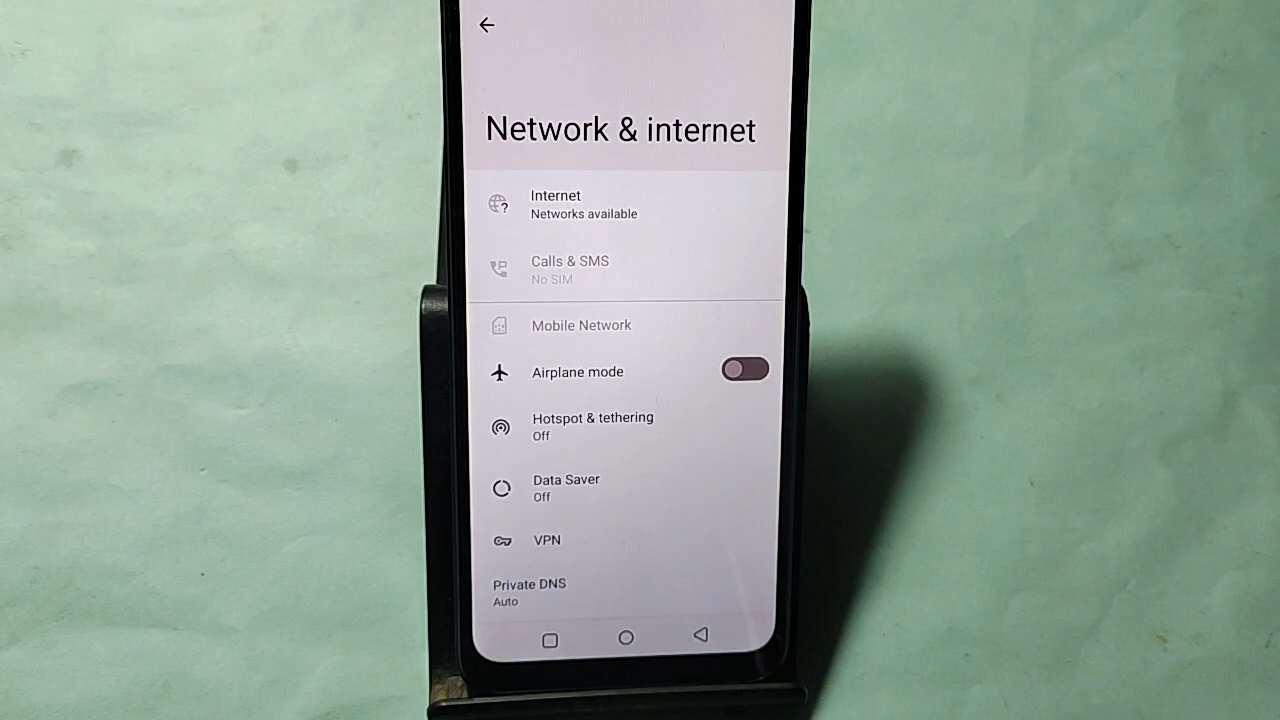 Network & internet
Internet
Networks available
Calls & SMS
No SIM
Mobile Network
Airplane mode
Hotspot & tethering
Off
Data Saver
Off
VPN
Private DNS
Auto